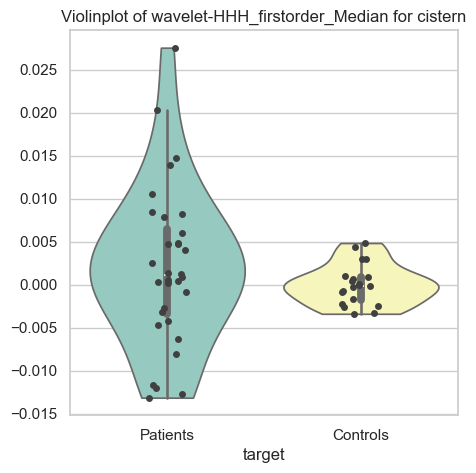 Violinplot of wavelet-HHH_firstorder_Median for cistern
0.025
0.020
0.015
0.010
0.005
0.000
−0.005
−0.010
−0.015
Patients
Controls
target